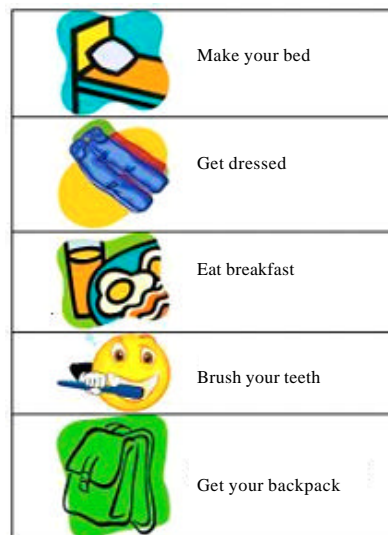 Make your bed
Get dressed
Eat breakfast
Brush your teeth
Get your backpack